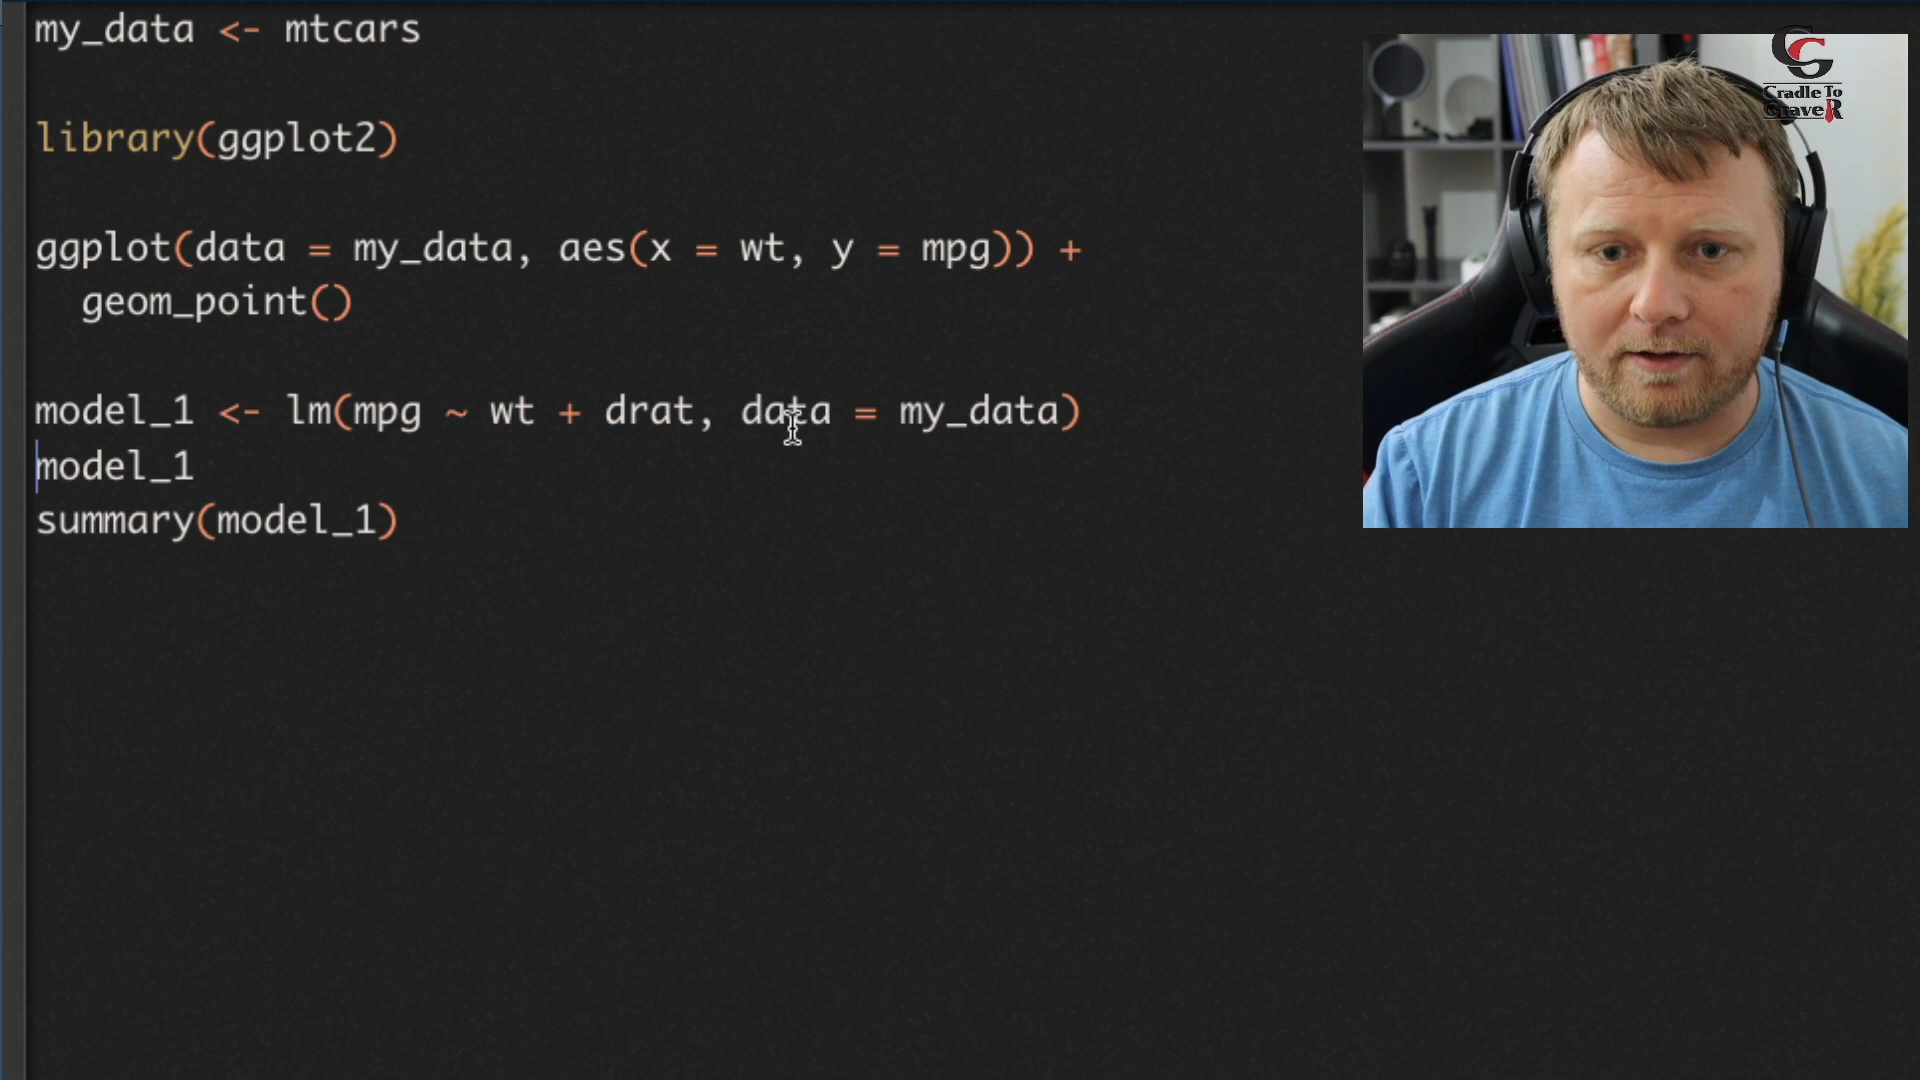 my_data <- mtcars
library(ggplot2)
ggplot(data = my_data, aes(x = wt, y = mpg)) +
  geom_point()
model_1 <- lm(mpg ~ wt + drat, data = my_data)
model_1
summary(model_1)
Cradle To
GraveR